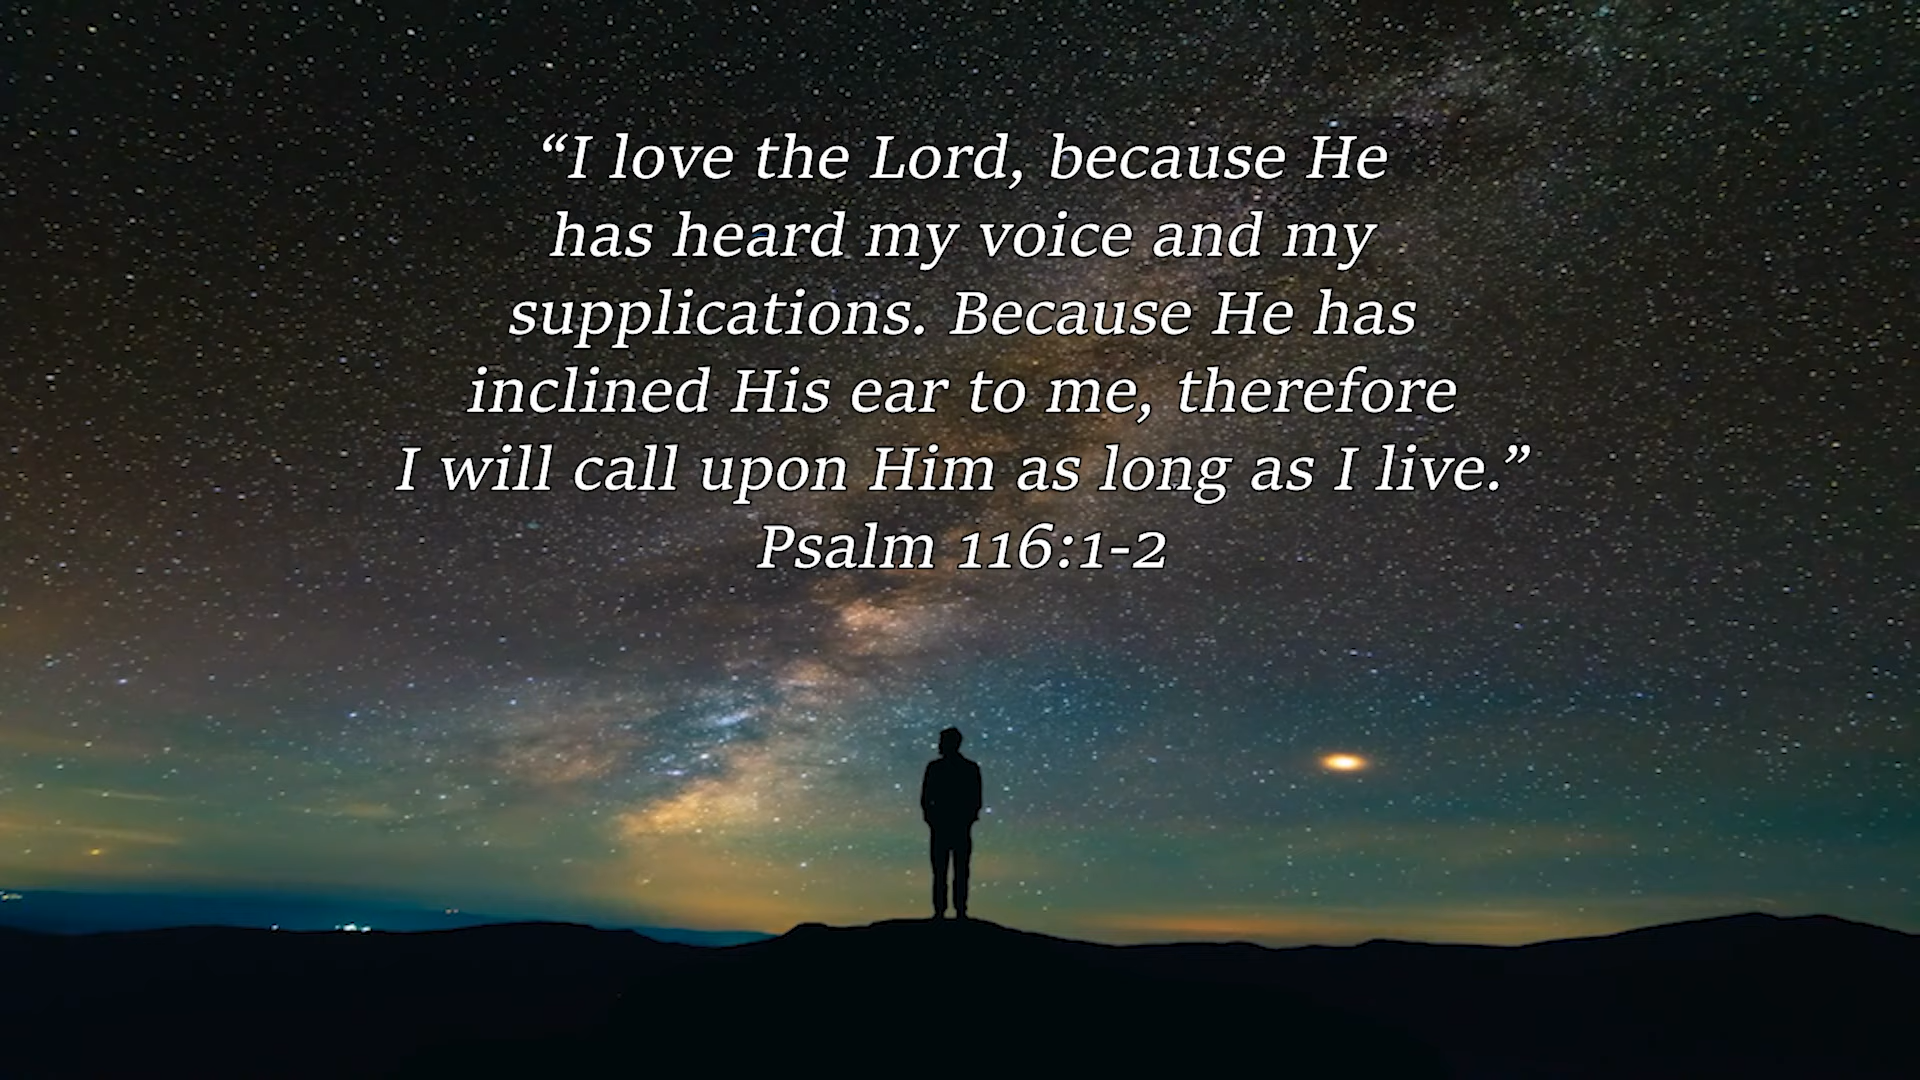 “I love the Lord, because He
has heard my voice and my
supplications. Because He has
inclined His ear to me, therefore
I will call upon Him as long as I live.”
Psalm 116:1-2